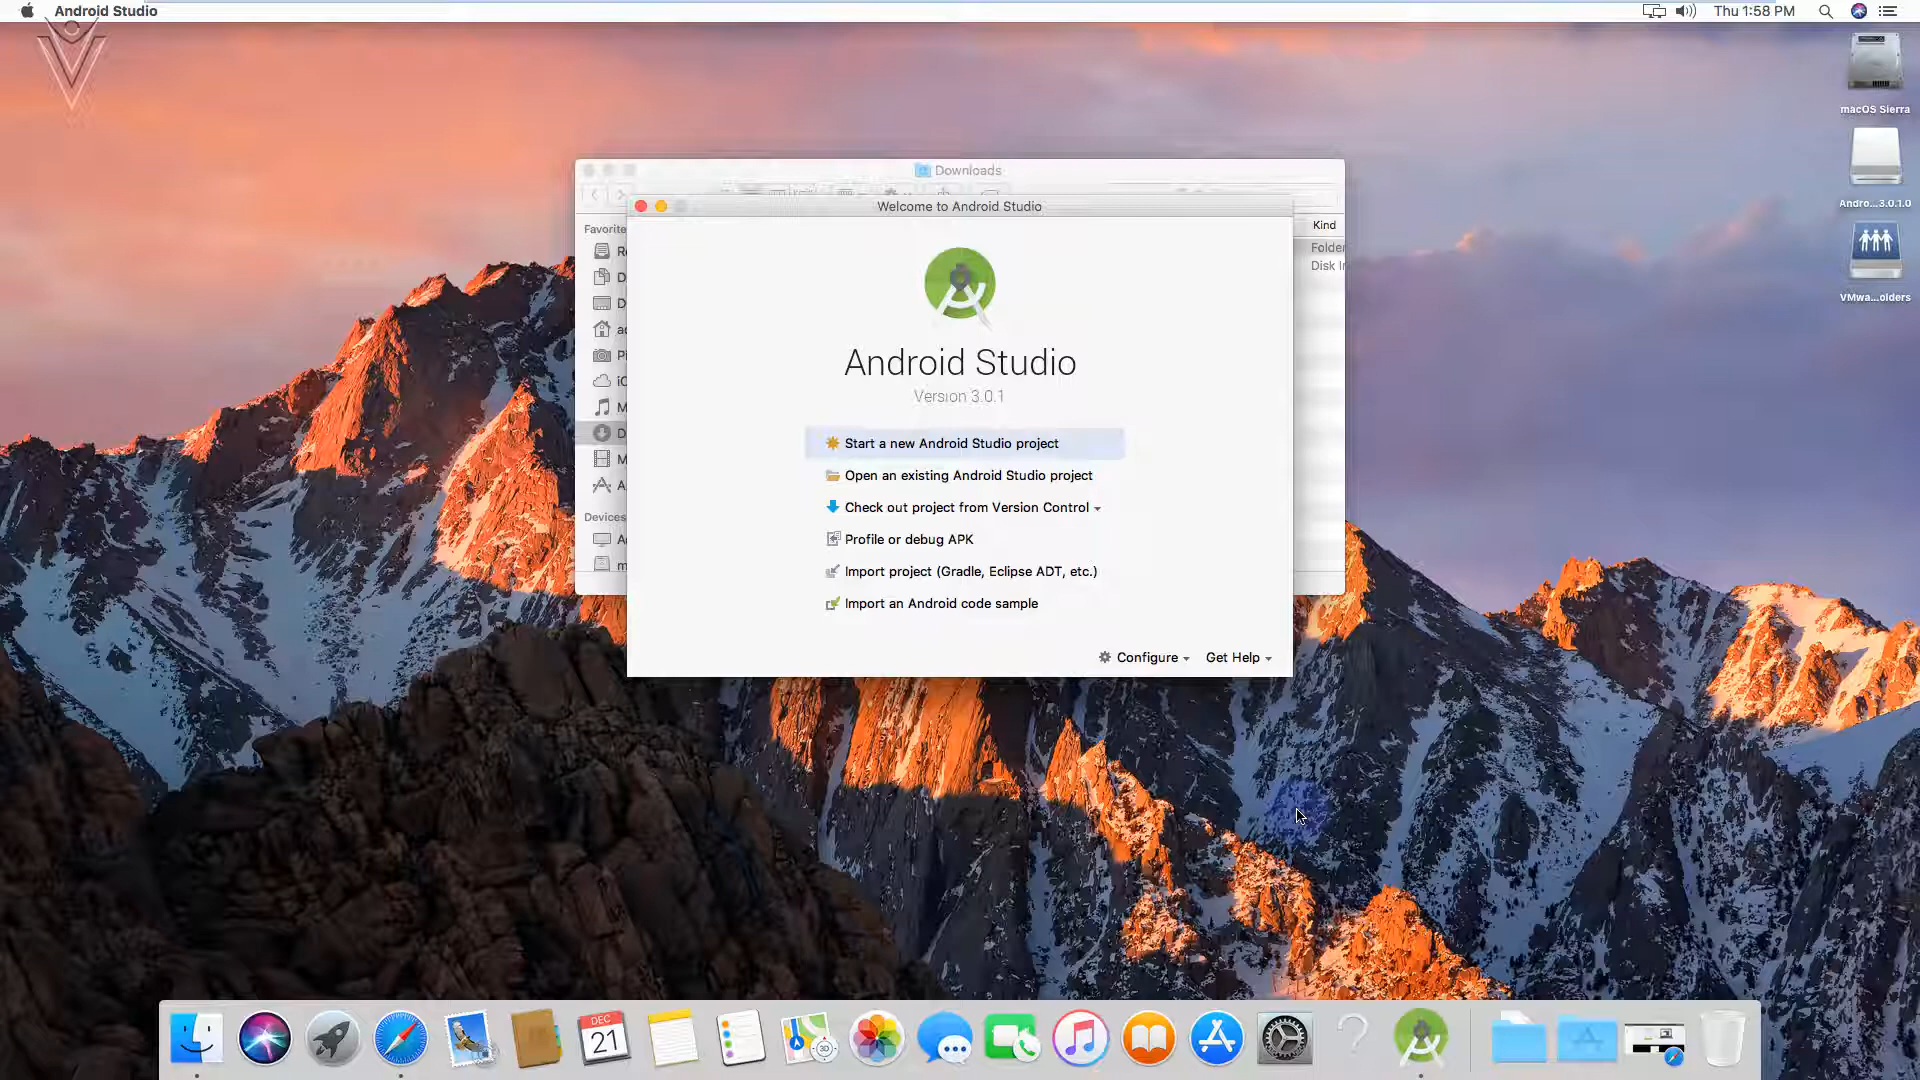 Android Studio
Thu 1:58 PM
macOS Sierra
Andro...3.0.1.0
VMwa...olders
Downloads
Welcome to Android Studio
Favorite
Kind
Folder
Disk I
Android Studio
Version 3.0.1
Start a new Android Studio project
Open an existing Android Studio project
Check out project from Version Control
Profile or debug APK
Import project (Gradle, Eclipse ADT, etc.)
Import an Android code sample
Devices
Configure
Get Help
DEC
21
3D